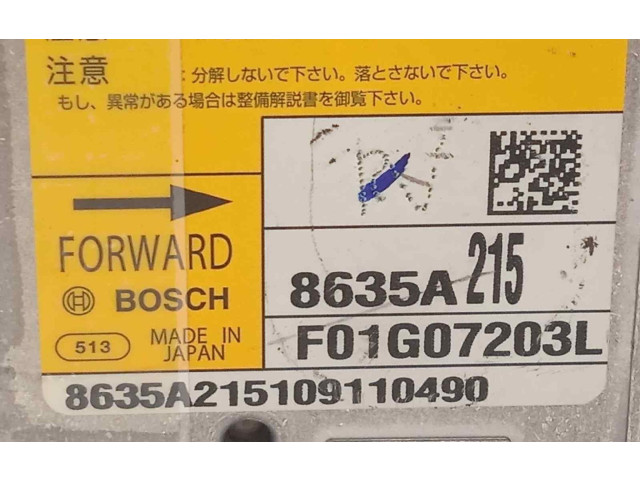 注意 :分解しないで下さい。落とさないで下さい。
もし、異常がある場合は整備解説書を御覧下さい。
FORWARD
BOSCH
513 MADE IN JAPAN
8635A 215
F01G07203L
8635A215109110490